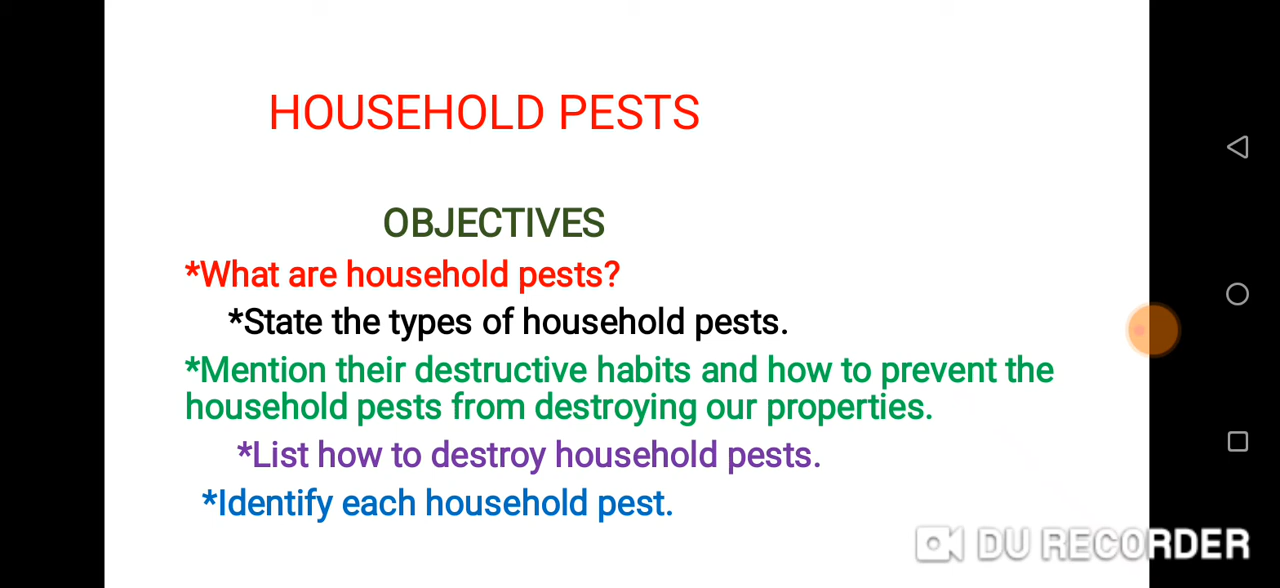 HOUSEHOLD PESTS
OBJECTIVES
*What are household pests?
*State the types of household pests.
*Mention their destructive habits and how to prevent the
household pests from destroying our properties.
*List how to destroy household pests.
*Identify each household pest.
DU RECORDER